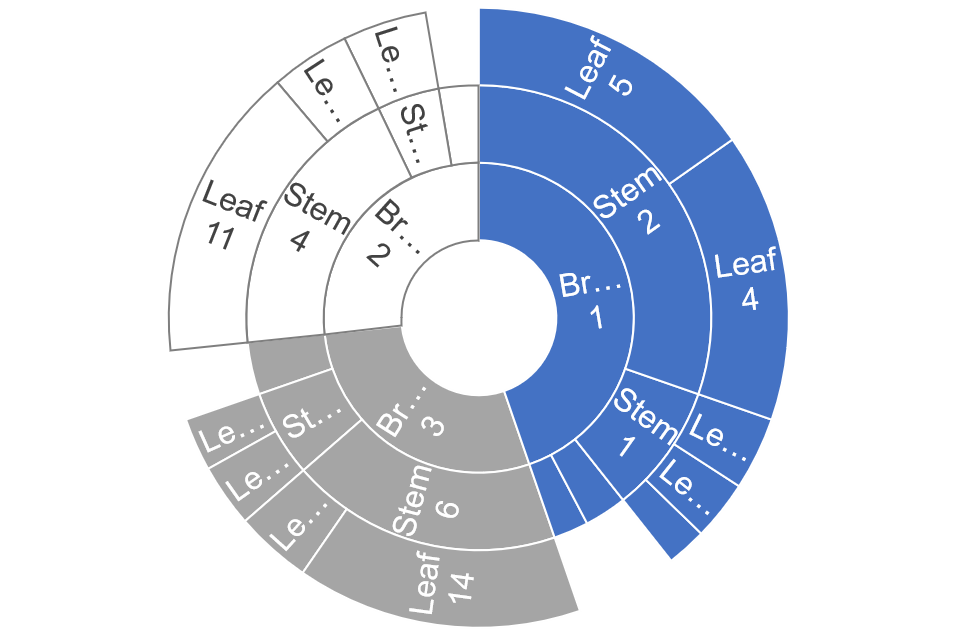 Leaf
5
Stem
2
Leaf
4
Br…
1
Stem
1
Le…
Le…
Br…
3
Stem
6
Leaf
14
Le…
St…
Le…
Le…
Br…
2
Stem
4
Leaf
11
Le…
St…
Le…